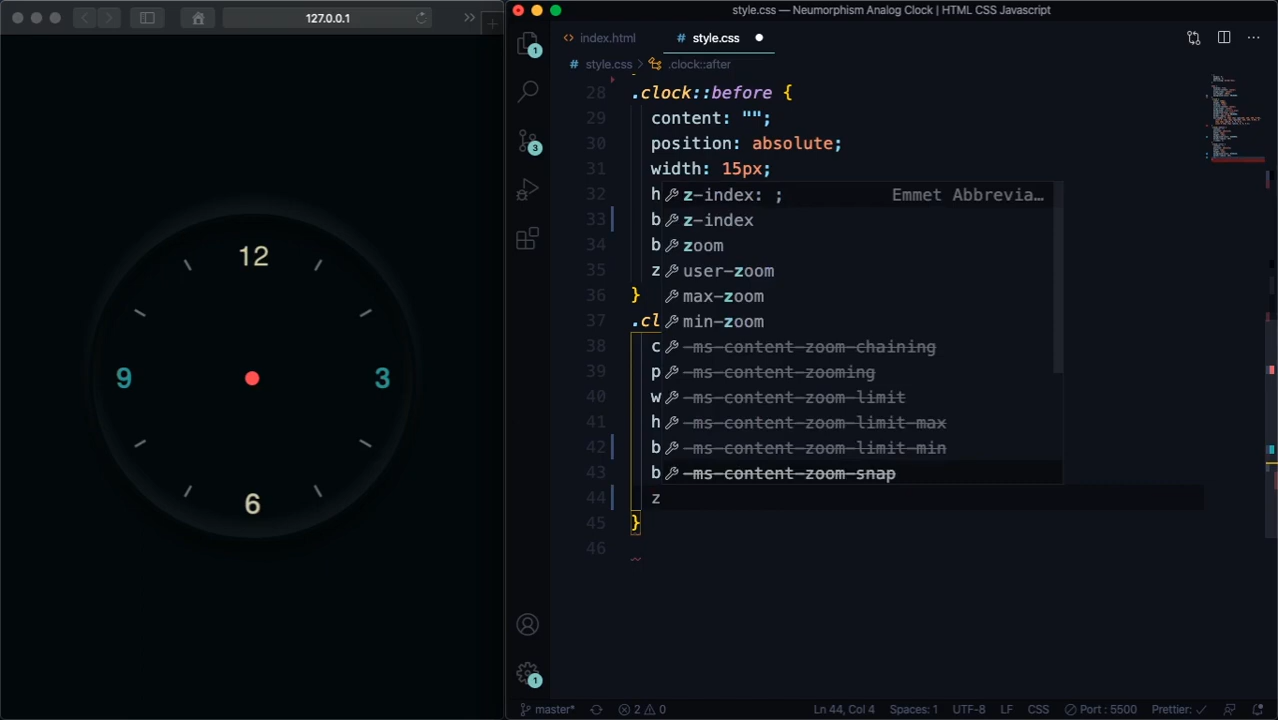 127.0.0.1
style.css — Neumorphism Analog Clock | HTML CSS Javascript
index.html
# style.css
# style.css > .clock::after
12
9
3
6
28 .clock::before {
29 content: "";
30 position: absolute;
31 width: 15px;
32 h z-index: ; Emmet Abbrevia…
33 b z-index
34 b zoom
35 z user-zoom
36 } max-zoom
37 .cl min-zoom
38 c -ms-content-zoom-chaining
39 p -ms-content-zooming
40 w -ms-content-zoom-limit
41 h -ms-content-zoom-limit-max
42 b -ms-content-zoom-limit-min
43 b -ms-content-zoom-snap
44 z
45 }
46
1
3
1
master* 2 0 Ln 44, Col 4 Spaces: 1 UTF-8 LF CSS Port : 5500 Prettier: ✓